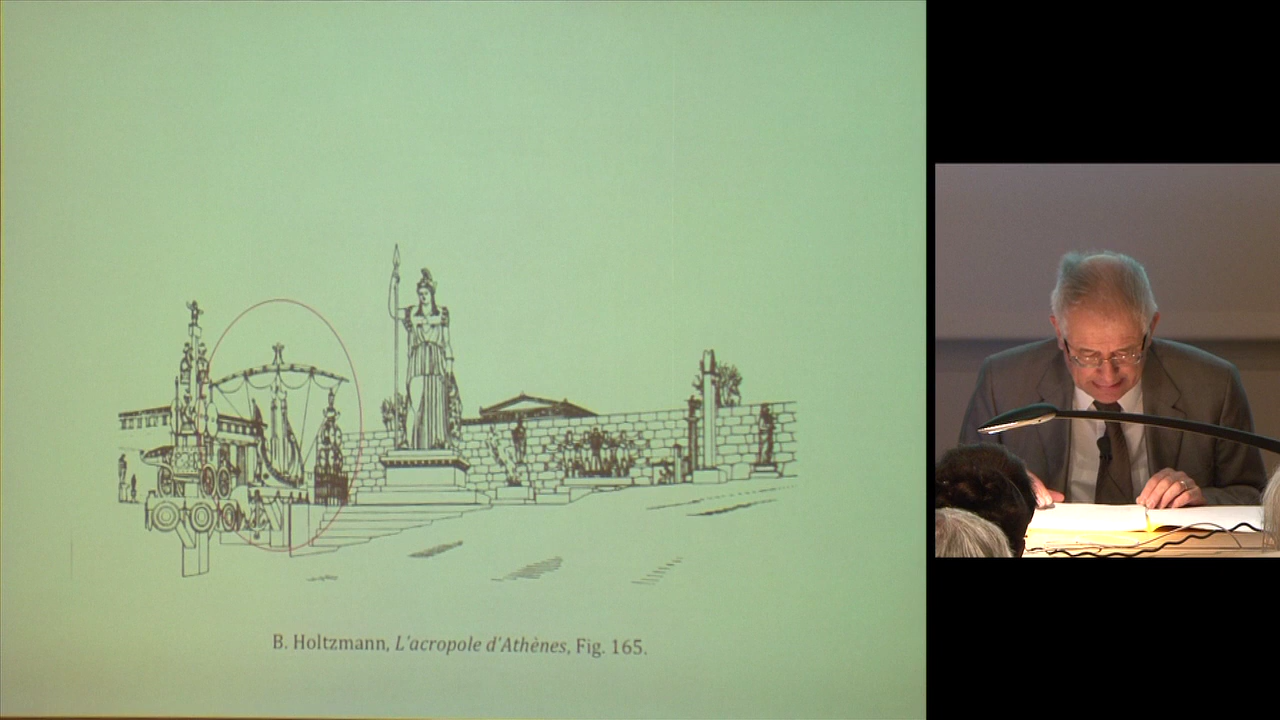 B. Holtzmann, L'acropole d'Athènes, Fig. 165.